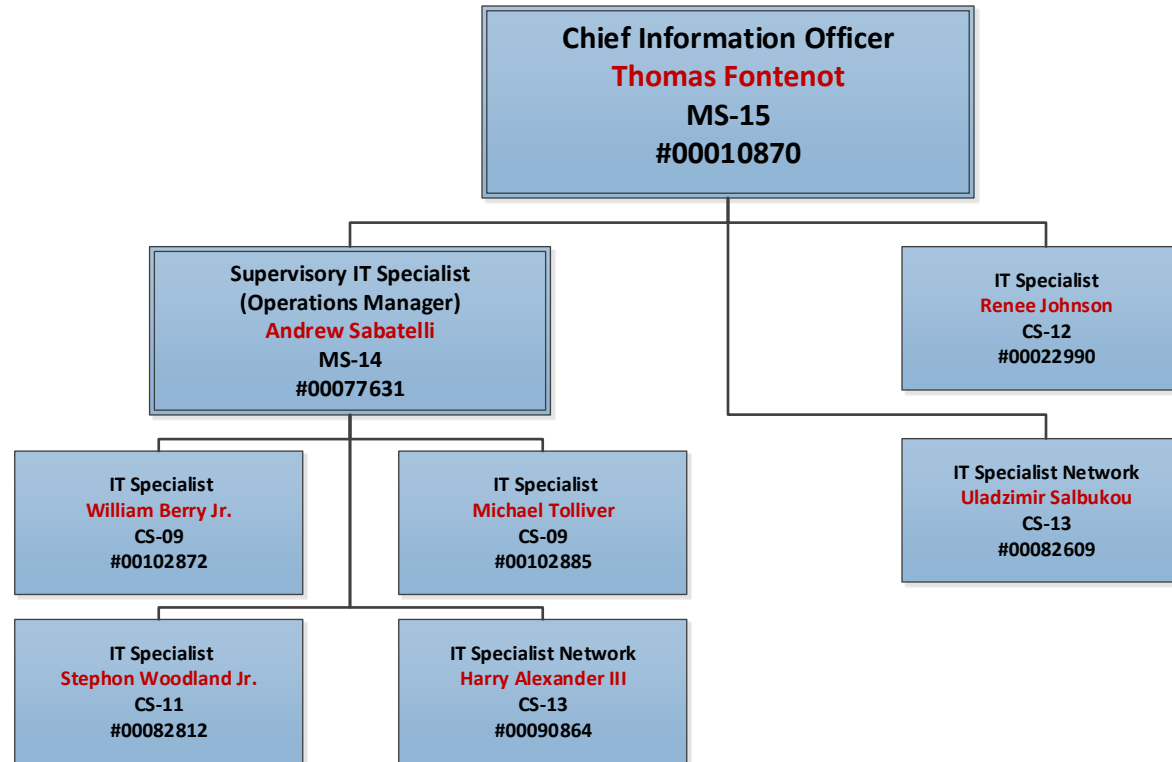 Chief Information Officer
Thomas Fontenot
MS-15
#00010870
Supervisory IT Specialist
(Operations Manager)
Andrew Sabatelli
MS-14
#00077631
IT Specialist
Renee Johnson
CS-12
#00022990
IT Specialist
William Berry Jr.
CS-09
#00102872
IT Specialist
Michael Tolliver
CS-09
#00102885
IT Specialist Network
Uladzimir Salbukou
CS-13
#00082609
IT Specialist
Stephon Woodland Jr.
CS-11
#00082812
IT Specialist Network
Harry Alexander III
CS-13
#00090864